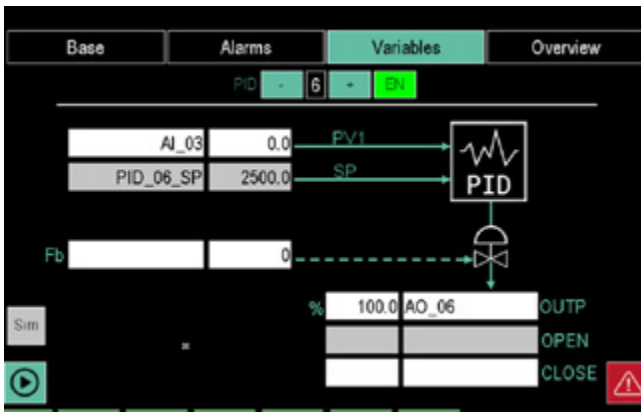 Base Alarms Variables Overview
PID - 6 + EN
AI_03 0.0 PV1
PID_06_SP 2500.0 SP
PID
Fb 0
% 100.0 AO_06 OUTP
Sim
OPEN
CLOSE